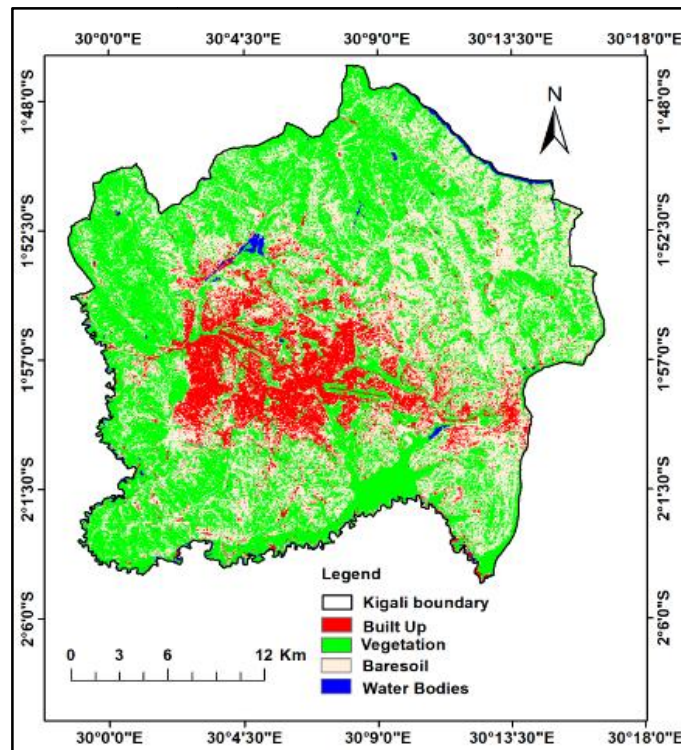 30°0'0"E 30°4'30"E 30°9'0"E 30°13'30"E 30°18'0"E
1°48'0"S 1°48'0"S
N
1°52'30"S 1°52'30"S
1°57'0"S 1°57'0"S
2°1'30"S 2°1'30"S
Legend
Kigali boundary
Built Up
Vegetation
Baresoil
Water Bodies
2°6'0"S 2°6'0"S
0 3 6 12 Km
30°0'0"E 30°4'30"E 30°9'0"E 30°13'30"E 30°18'0"E